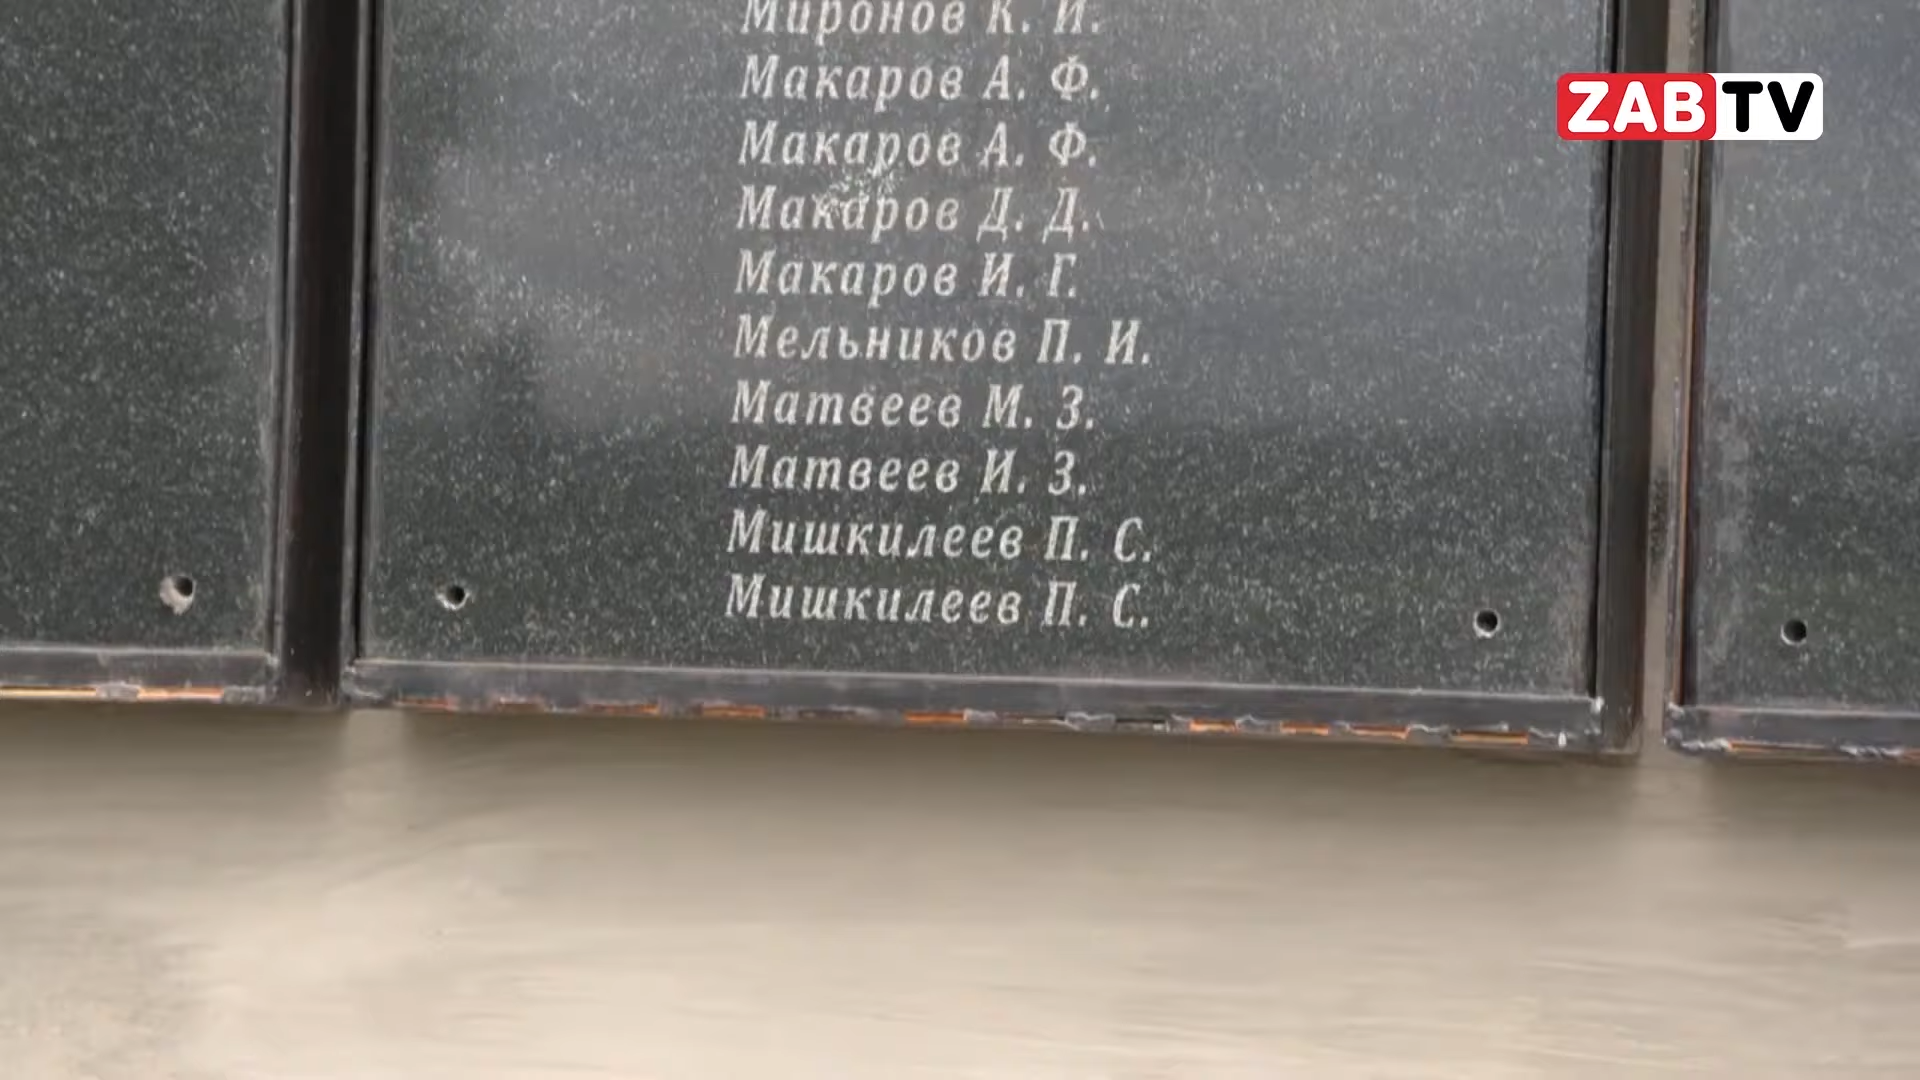 Миронов К. И.
ZABTV
Макаров А. Ф.
Макаров А. Ф.
Макаров Д. Д.
Макаров И. Г.
Мельников П. И.
Матвеев М. З.
Матвеев И. З.
Мишкилеев П. С.
Мишкилеев П. С.